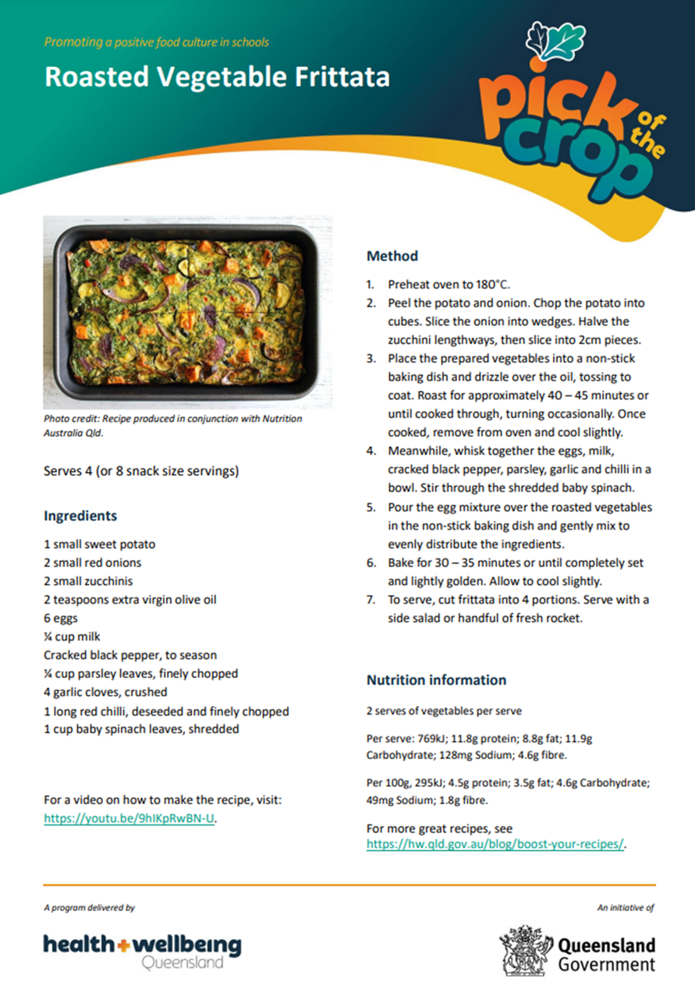 Promoting a positive food culture in schools
Roasted Vegetable Frittata
pick
of
the
crop
Photo credit: Recipe produced in conjunction with Nutrition
Australia Qld.
Serves 4 (or 8 snack size servings)
Ingredients
1 small sweet potato
2 small red onions
2 small zucchinis
2 teaspoons extra virgin olive oil
6 eggs
¼ cup milk
Cracked black pepper, to season
¼ cup parsley leaves, finely chopped
4 garlic cloves, crushed
1 long red chilli, deseeded and finely chopped
1 cup baby spinach leaves, shredded
For a video on how to make the recipe, visit:
https://youtu.be/9hIKpRwBN-U.
Method
1. Preheat oven to 180°C.
2. Peel the potato and onion. Chop the potato into
cubes. Slice the onion into wedges. Halve the
zucchini lengthways, then slice into 2cm pieces.
3. Place the prepared vegetables into a non-stick
baking dish and drizzle over the oil, tossing to
coat. Roast for approximately 40 – 45 minutes or
until cooked through, turning occasionally. Once
cooked, remove from oven and cool slightly.
4. Meanwhile, whisk together the eggs, milk,
cracked black pepper, parsley, garlic and chilli in a
bowl. Stir through the shredded baby spinach.
5. Pour the egg mixture over the roasted vegetables
in the non-stick baking dish and gently mix to
evenly distribute the ingredients.
6. Bake for 30 – 35 minutes or until completely set
and lightly golden. Allow to cool slightly.
7. To serve, cut frittata into 4 portions. Serve with a
side salad or handful of fresh rocket.
Nutrition information
2 serves of vegetables per serve
Per serve: 769kJ; 11.8g protein; 8.8g fat; 11.9g
Carbohydrate; 128mg Sodium; 4.6g fibre.
Per 100g, 295kJ; 4.5g protein; 3.5g fat; 4.6g Carbohydrate;
49mg Sodium; 1.8g fibre.
For more great recipes, see
https://hw.qld.gov.au/blog/boost-your-recipes/.
A program delivered by
health+wellbeing
Queensland
An initiative of
Queensland
Government